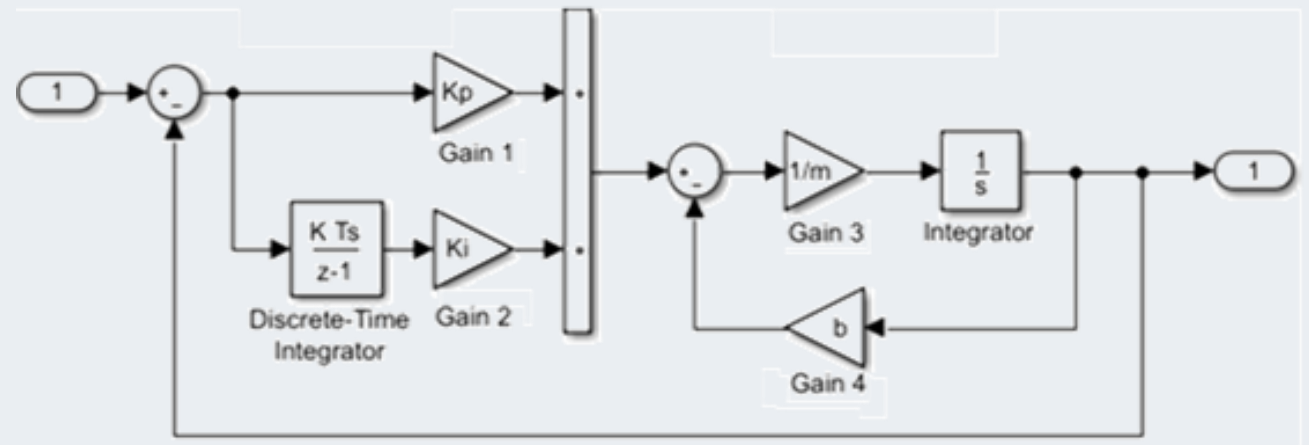 1
+
-
Kp
Gain 1
K Ts
z-1
Discrete-Time
Integrator
Ki
Gain 2
+
-
1/m
Gain 3
1
s
Integrator
b
Gain 4
1